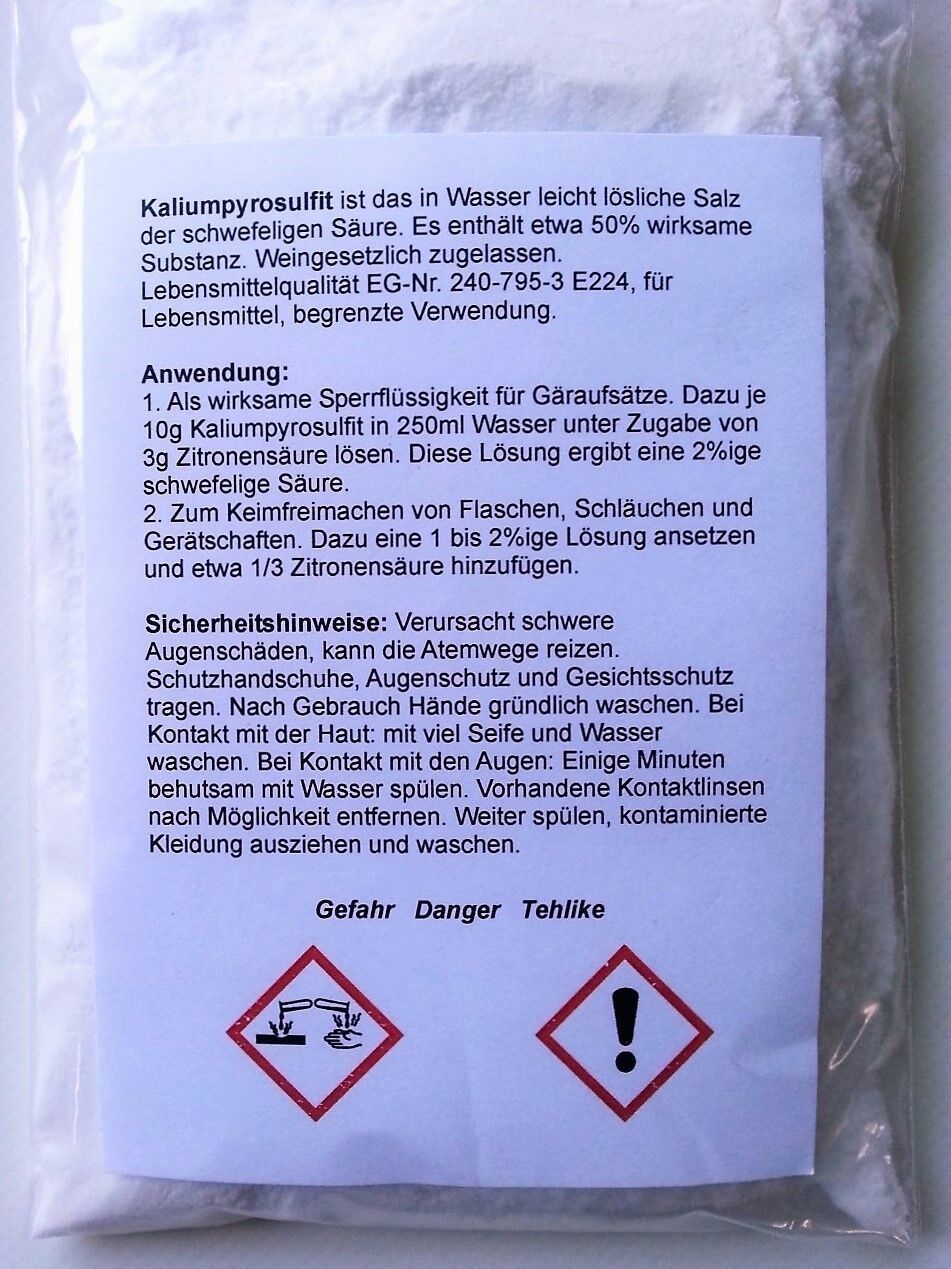 Kaliumpyrosulfit ist das in Wasser leicht lösliche Salz
der schwefeligen Säure. Es enthält etwa 50% wirksame
Substanz. Weingesetzlich zugelassen.
Lebensmittelqualität EG-Nr. 240-795-3 E224, für
Lebensmittel, begrenzte Verwendung.
Anwendung:
1. Als wirksame Sperrflüssigkeit für Gäraufsätze. Dazu je
10g Kaliumpyrosulfit in 250ml Wasser unter Zugabe von
3g Zitronensäure lösen. Diese Lösung ergibt eine 2%ige
schwefelige Säure.
2. Zum Keimfreimachen von Flaschen, Schläuchen und
Gerätschaften. Dazu eine 1 bis 2%ige Lösung ansetzen
und etwa 1/3 Zitronensäure hinzufügen.
Sicherheitshinweise: Verursacht schwere
Augenschäden, kann die Atemwege reizen.
Schutzhandschuhe, Augenschutz und Gesichtsschutz
tragen. Nach Gebrauch Hände gründlich waschen. Bei
Kontakt mit der Haut: mit viel Seife und Wasser
waschen. Bei Kontakt mit den Augen: Einige Minuten
behutsam mit Wasser spülen. Vorhandene Kontaktlinsen
nach Möglichkeit entfernen. Weiter spülen, kontaminierte
Kleidung ausziehen und waschen.
Gefahr Danger Tehlike